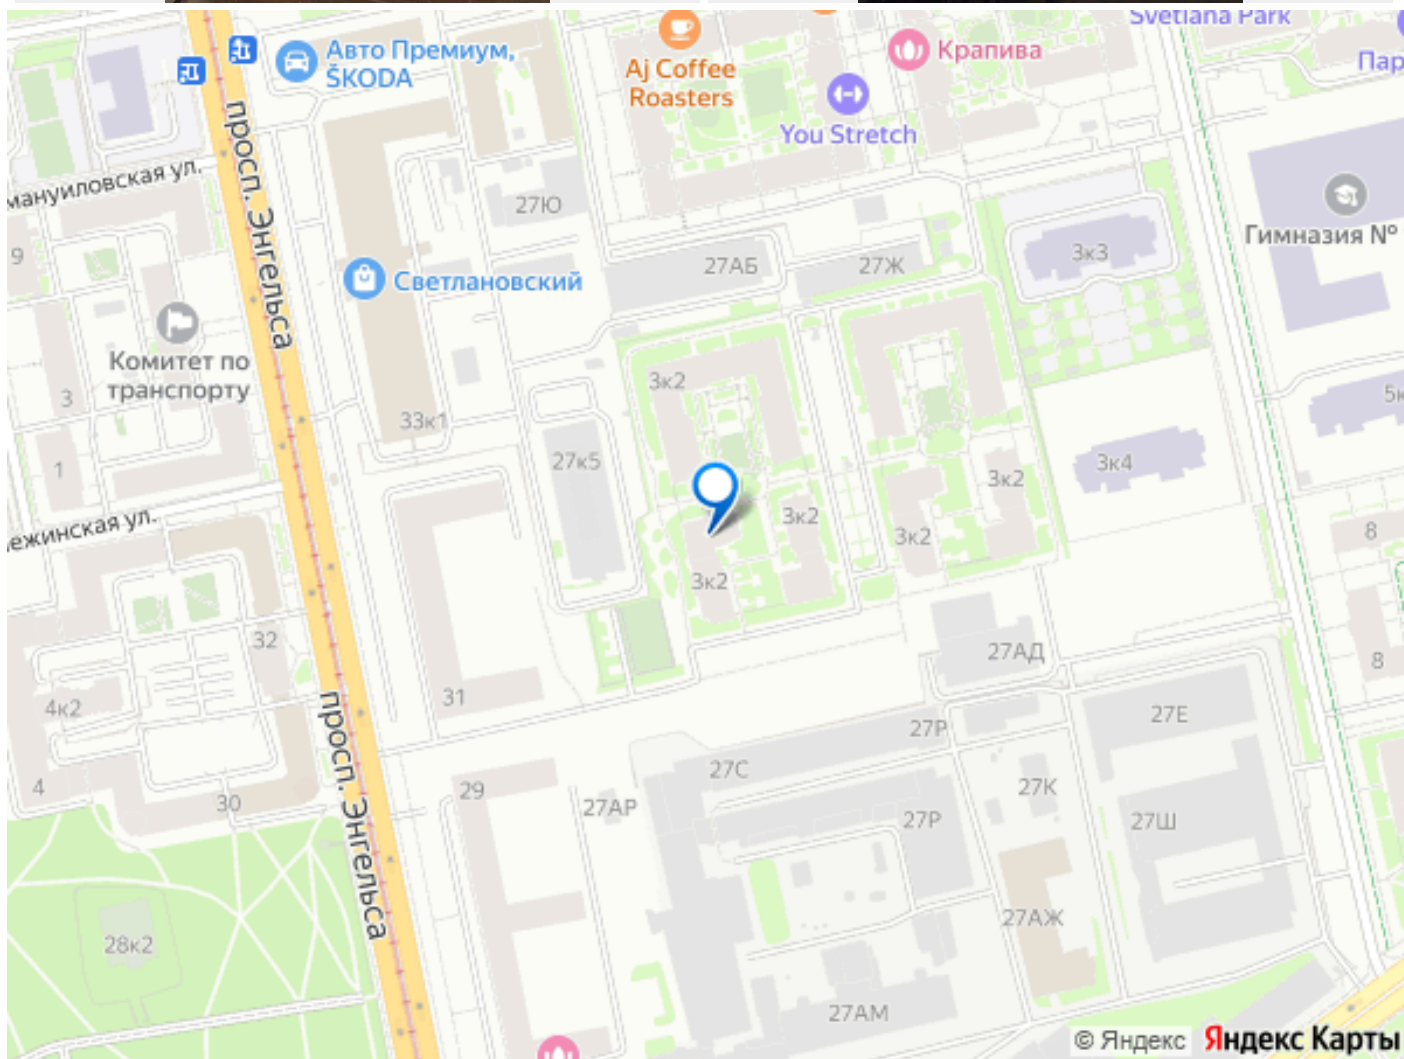 Svetlana Park
Авто Премиум,
ŠKODA
Aj Coffee
Roasters
Крапива
Пар
You Stretch
просп. Энгельса
мануиловская ул.
27Ю
9
Гимназия №
3к3
27АБ
27Ж
Светлановский
Комитет по
транспорту
3к2
3
33к1
5к
1
27к5
3к4
3к2
3к2
ежинская ул.
3к2
8
3к2
32
27АД
8
4к2
31
просп. Энгельса
27Е
27Р
27С
4
30
29
27АР
27К
27Р
27Ш
28к2
27АЖ
27АМ
© Яндекс Яндекс Карты